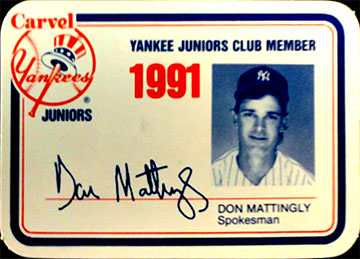 Carvel
YANKEE JUNIORS CLUB MEMBER
Yankees
®
JUNIORS
1991
NY
Don Mattingly
DON MATTINGLY
Spokesman